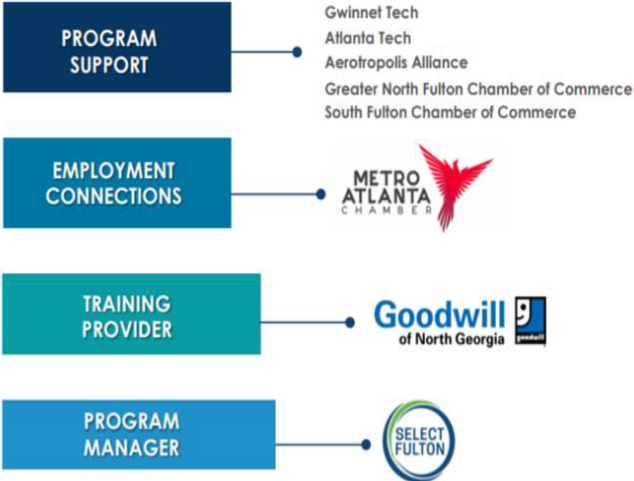 PROGRAM
SUPPORT
Gwinnet Tech
Atlanta Tech
Aerotropolis Alliance
Greater North Fulton Chamber of Commerce
South Fulton Chamber of Commerce
EMPLOYMENT
CONNECTIONS
METRO
ATLANTA
CHAMBER
TRAINING
PROVIDER
Goodwill
of North Georgia
goodwill
PROGRAM
MANAGER
SELECT
FULTON